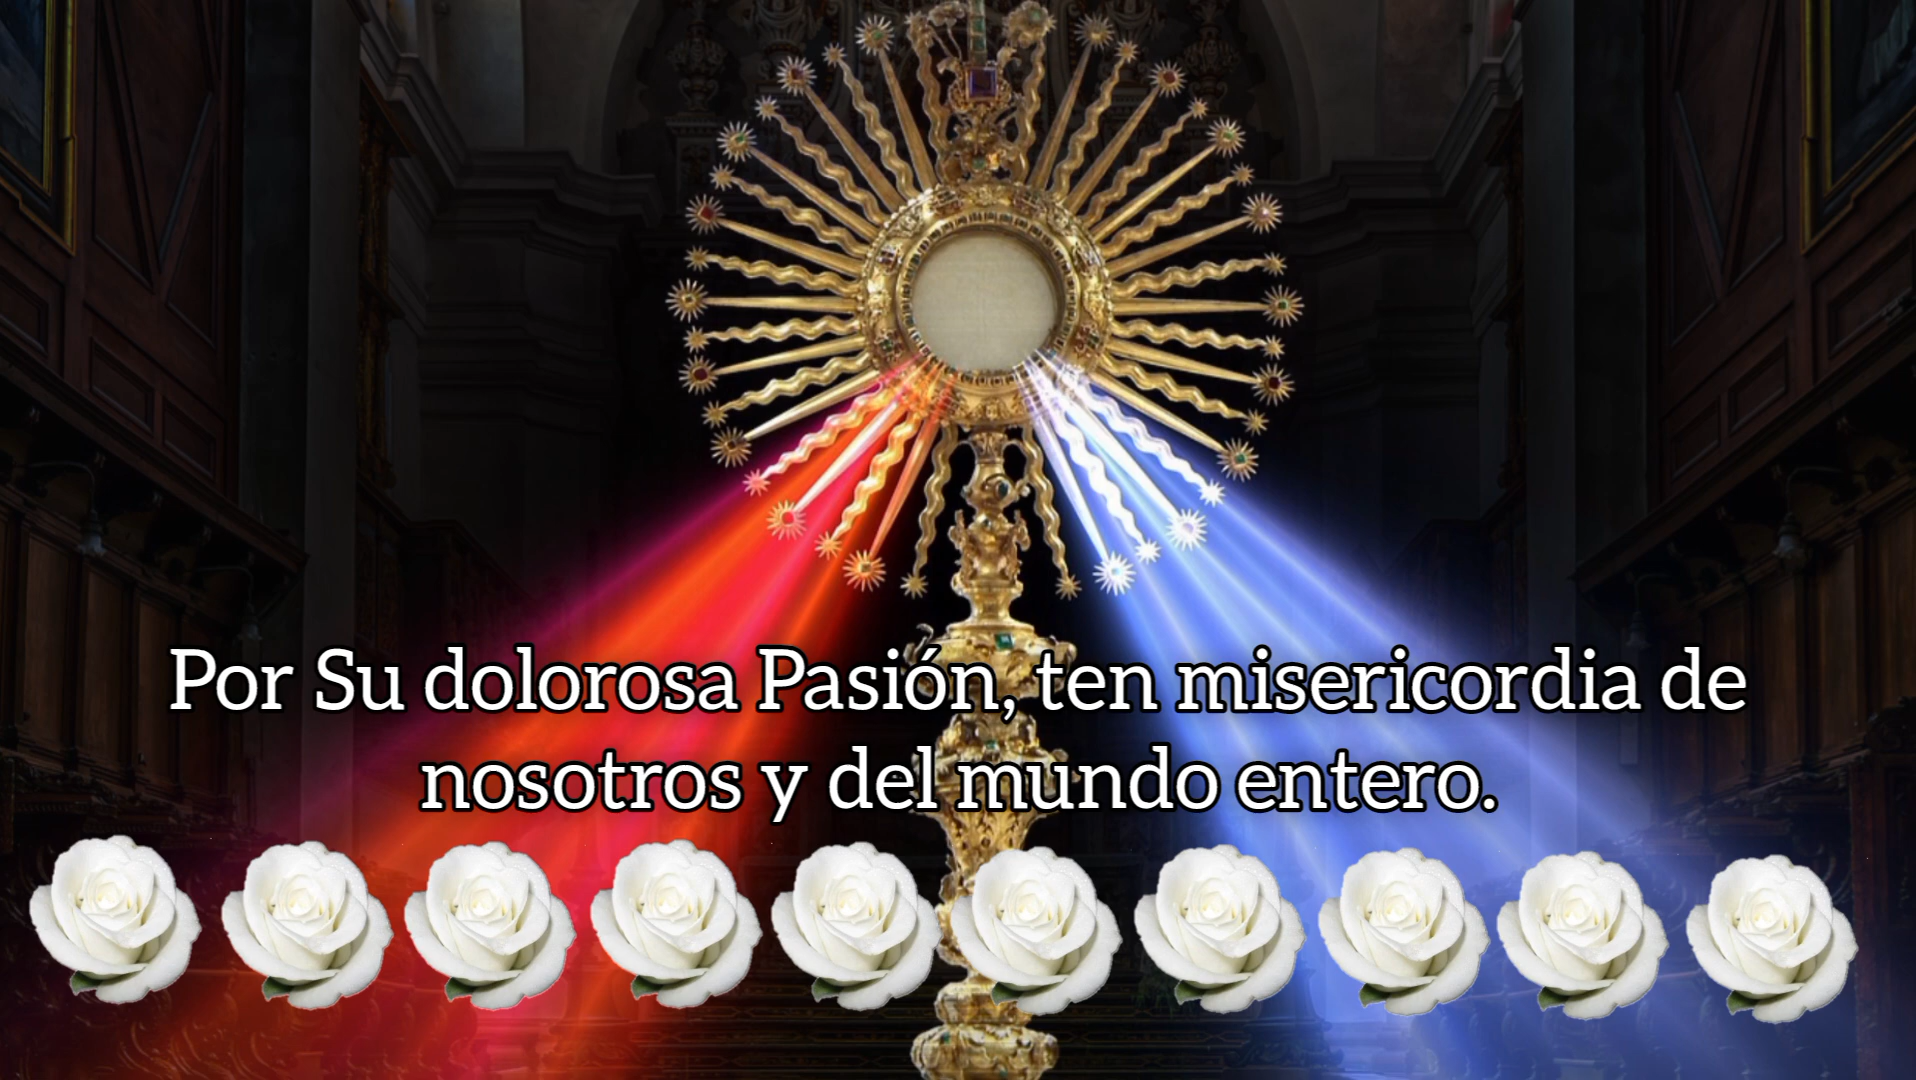 Por Su dolorosa Pasión, ten misericordia de
nosotros y del mundo entero.